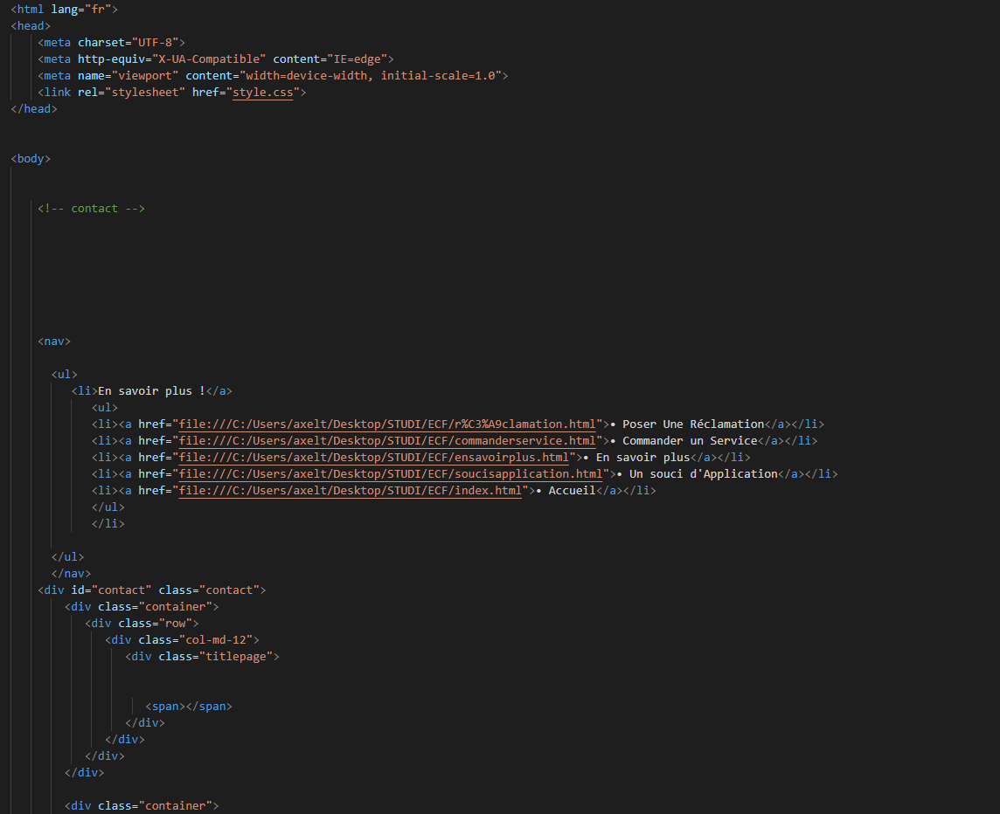 <html lang="fr">
<head>
<meta charset="UTF-8">
<meta http-equiv="X-UA-Compatible" content="IE=edge">
<meta name="viewport" content="width=device-width, initial-scale=1.0">
<link rel="stylesheet" href="style.css">
</head>
<body>
<!-- contact -->
<nav>
<ul>
<li>En savoir plus !</a>
<ul>
<li><a href="file:///C:/Users/axelt/Desktop/STUDI/ECF/r%C3%A9clamation.html">• Poser Une Réclamation</a></li>
<li><a href="file:///C:/Users/axelt/Desktop/STUDI/ECF/commanderservice.html">• Commander un Service</a></li>
<li><a href="file:///C:/Users/axelt/Desktop/STUDI/ECF/ensavoirplus.html">• En savoir plus</a></li>
<li><a href="file:///C:/Users/axelt/Desktop/STUDI/ECF/soucisapplication.html">• Un souci d'Application</a></li>
<li><a href="file:///C:/Users/axelt/Desktop/STUDI/ECF/index.html">• Accueil</a></li>
</ul>
</li>
</ul>
</nav>
<div id="contact" class="contact">
<div class="container">
<div class="row">
<div class="col-md-12">
<div class="titlepage">
<span></span>
</div>
</div>
</div>
</div>
<div class="container">